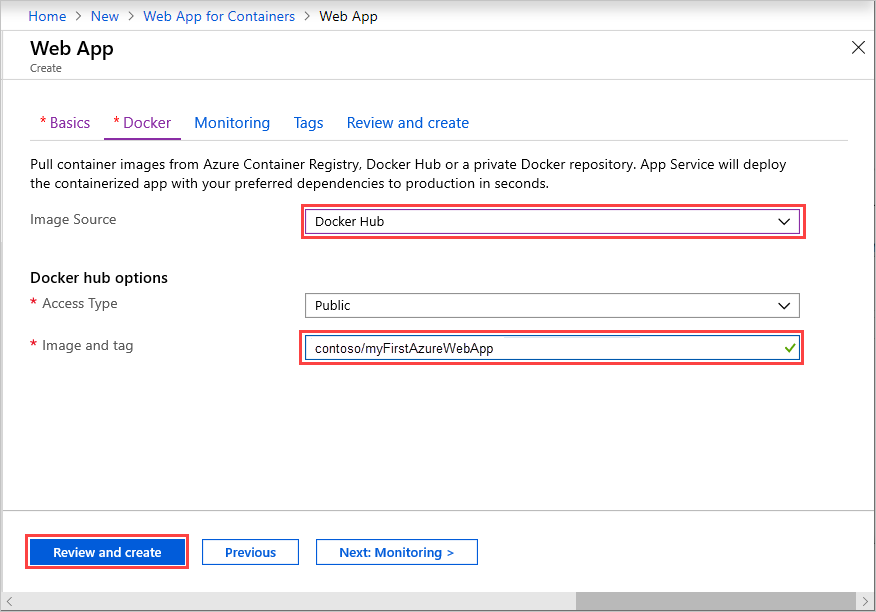 Home > New > Web App for Containers > Web App
Web App
Create
* Basics * Docker Monitoring Tags Review and create
Pull container images from Azure Container Registry, Docker Hub or a private Docker repository. App Service will deploy
the containerized app with your preferred dependencies to production in seconds.
Image Source
Docker Hub
Docker hub options
* Access Type
Public
* Image and tag
contoso/myFirstAzureWebApp
Review and create Previous Next: Monitoring >